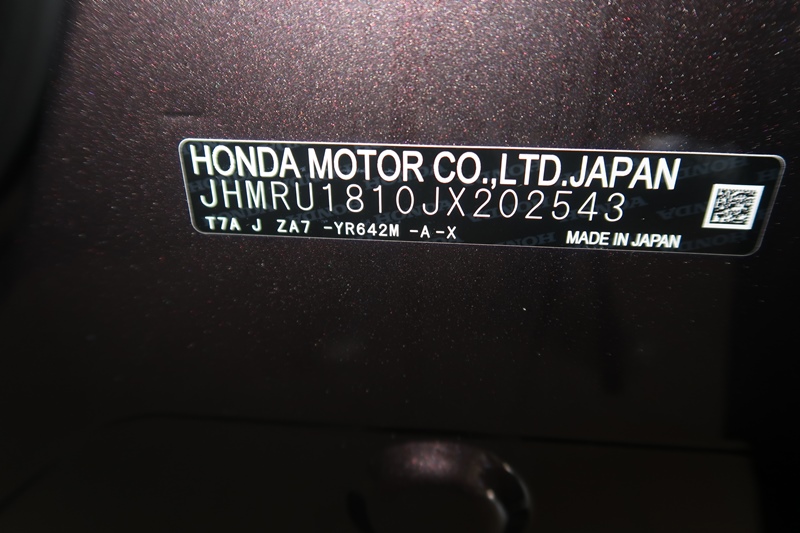 HONDA MOTOR CO.,LTD.JAPAN
JHMRU1810JX202543
T7A J ZA7 -YR642M -A-X
MADE IN JAPAN